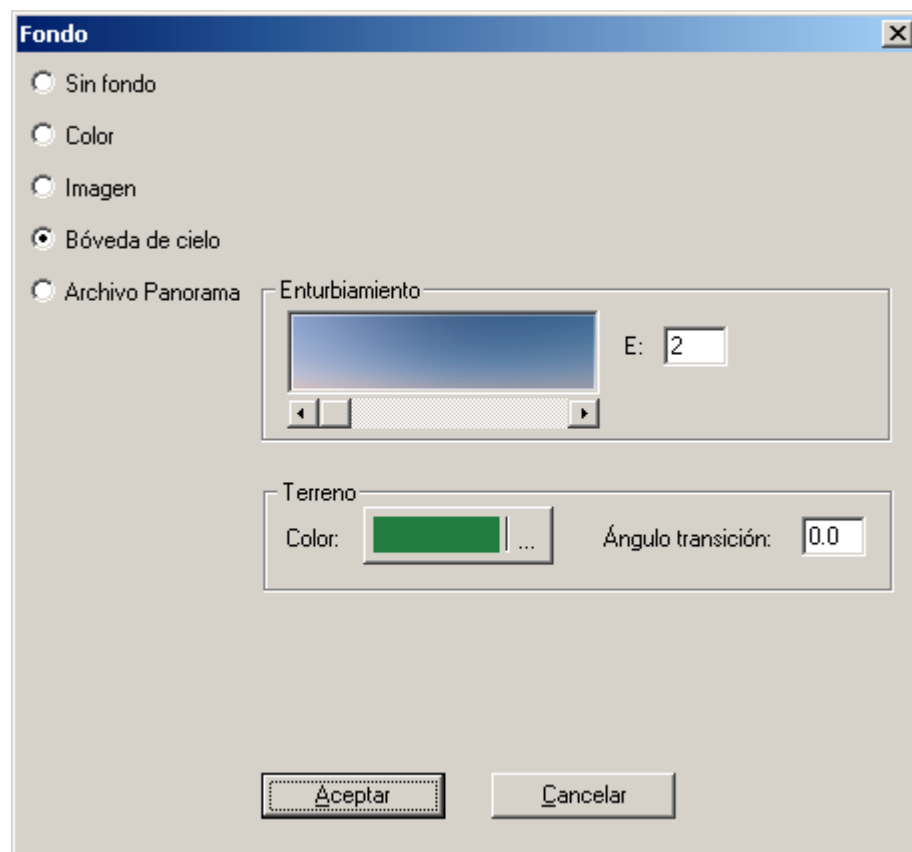 Fondo
Sin fondo
Color
Imagen
Bóveda de cielo
Archivo Panorama
Enturbiamiento
E: 2
Terreno
Color: ... Ángulo transición: 0.0
Aceptar Cancelar